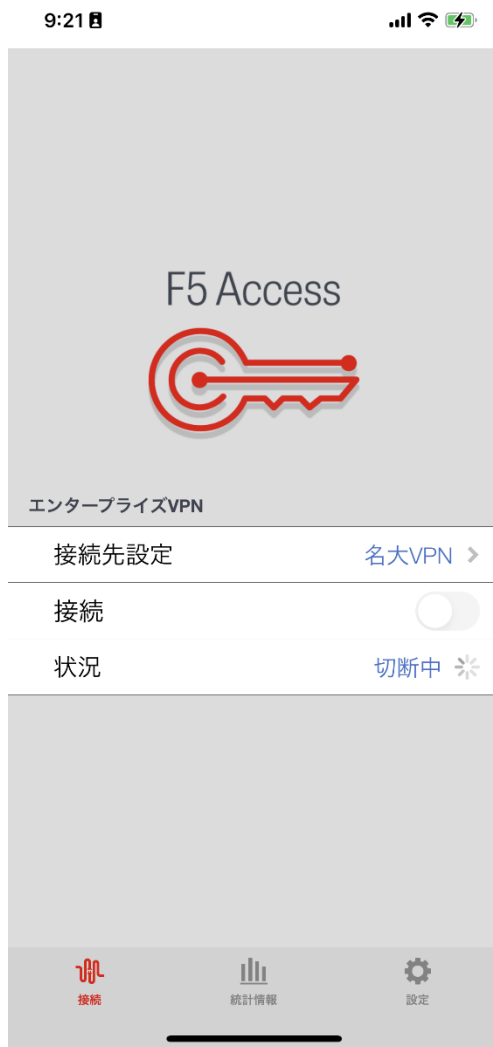 9:21
F5 Access
エンタープライズVPN
接続先設定 名大VPN
接続
状況 切断中
接続 統計情報 設定